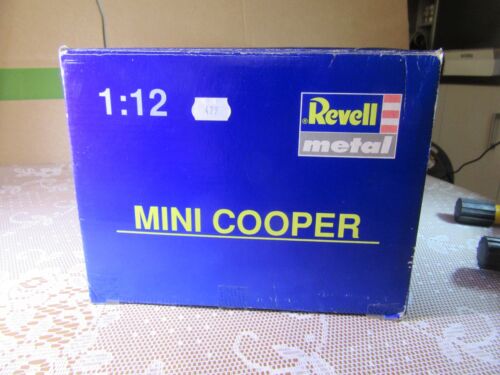 1:12
®Revell
metal
MINI COOPER